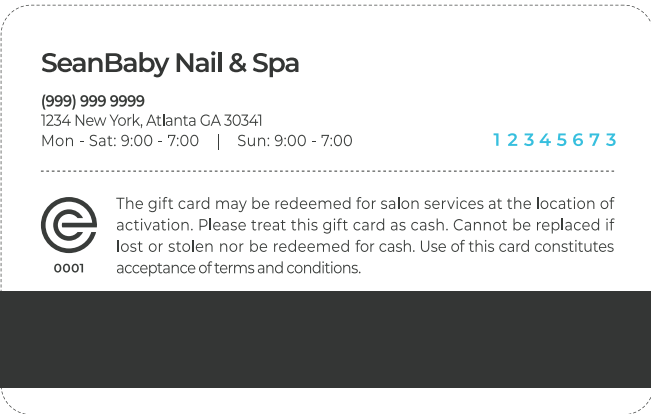 SeanBaby Nail & Spa
(999) 999 9999
1234 New York, Atlanta GA 30341
Mon - Sat: 9:00 - 7:00 | Sun: 9:00 - 7:00
1 2 3 4 5 6 7 3
The gift card may be redeemed for salon services at the location of
activation. Please treat this gift card as cash. Cannot be replaced if
lost or stolen nor be redeemed for cash. Use of this card constitutes
acceptance of terms and conditions.
0001